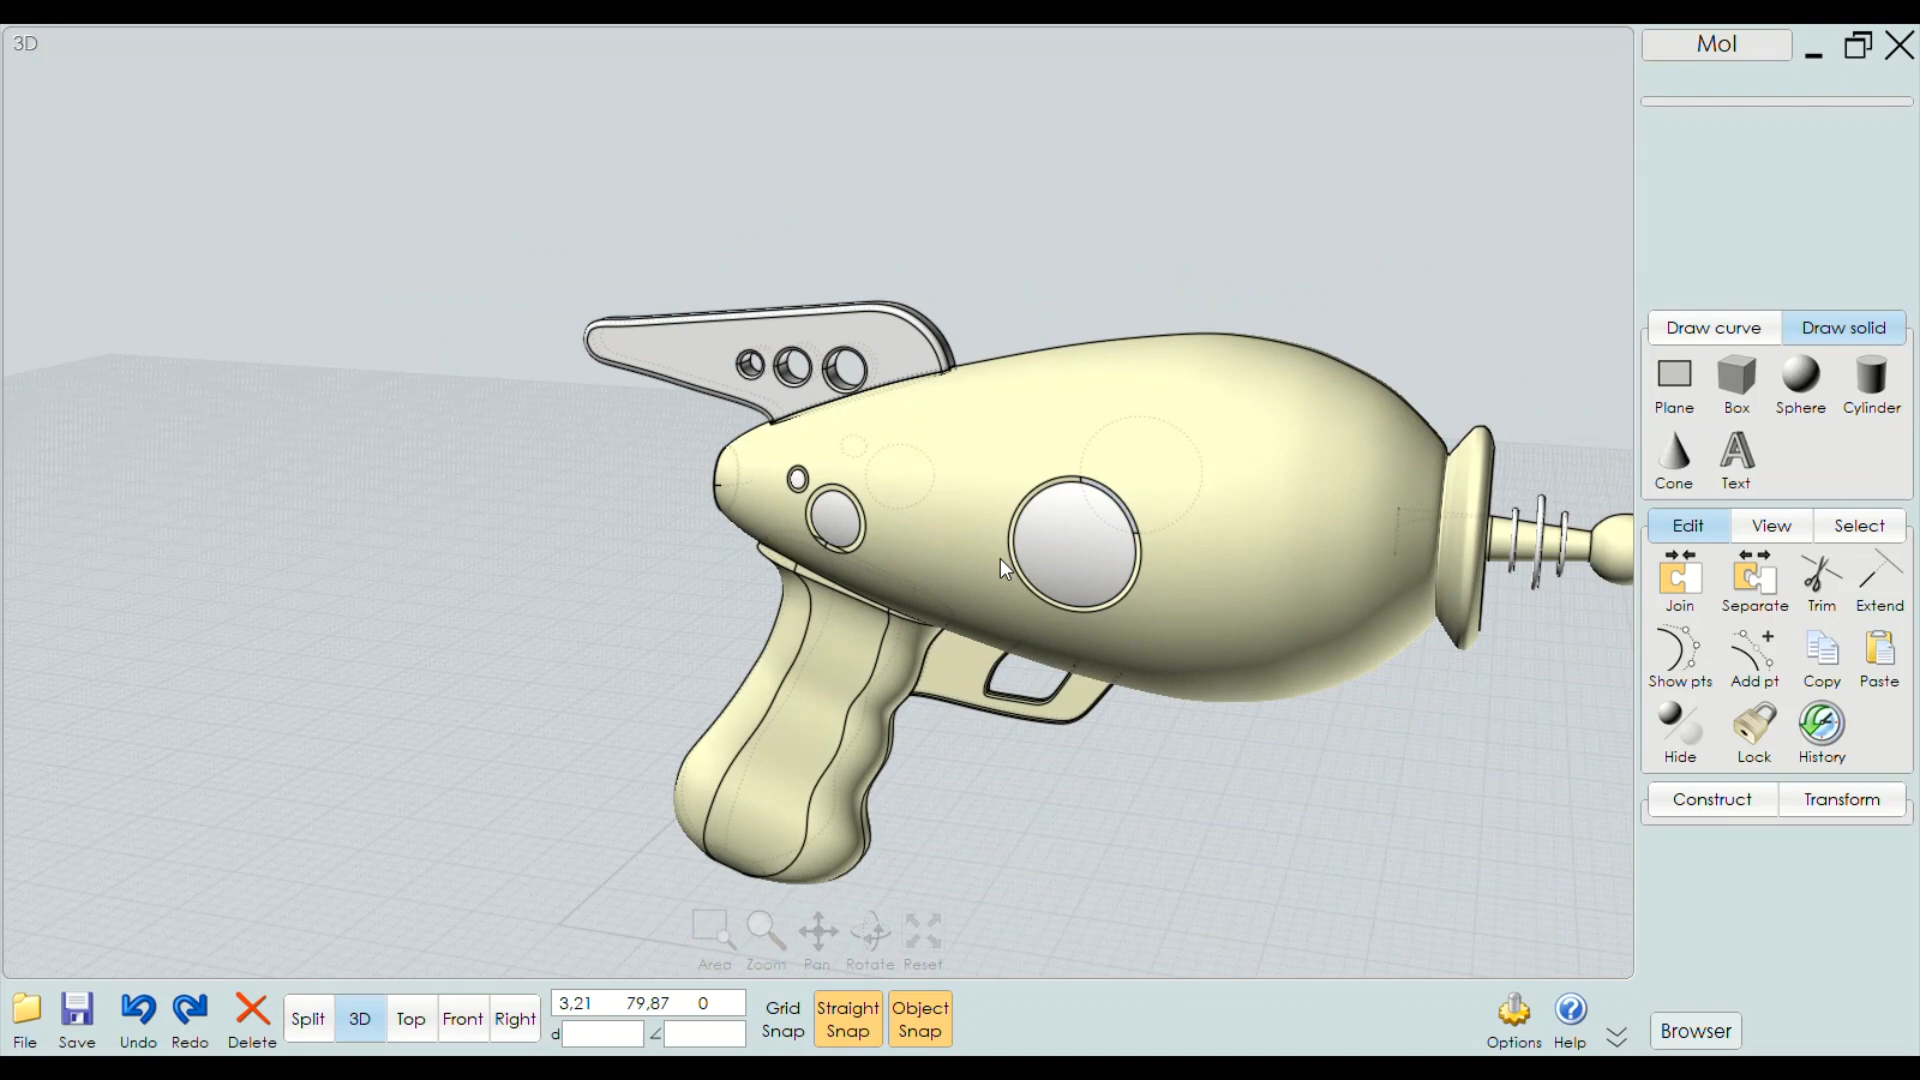 3D
MoI
Draw curve Draw solid
Plane Box Sphere Cylinder
Cone Text
Edit View Select
Join Separate Trim Extend
Show pts Add pt Copy Paste
Hide Lock History
Construct Transform
Area Zoom Pan Rotate Reset
File Save Undo Redo Delete
Split 3D Top Front Right
3,21 79,87 0
d
Grid Snap
Straight Snap
Object Snap
Options Help
Browser